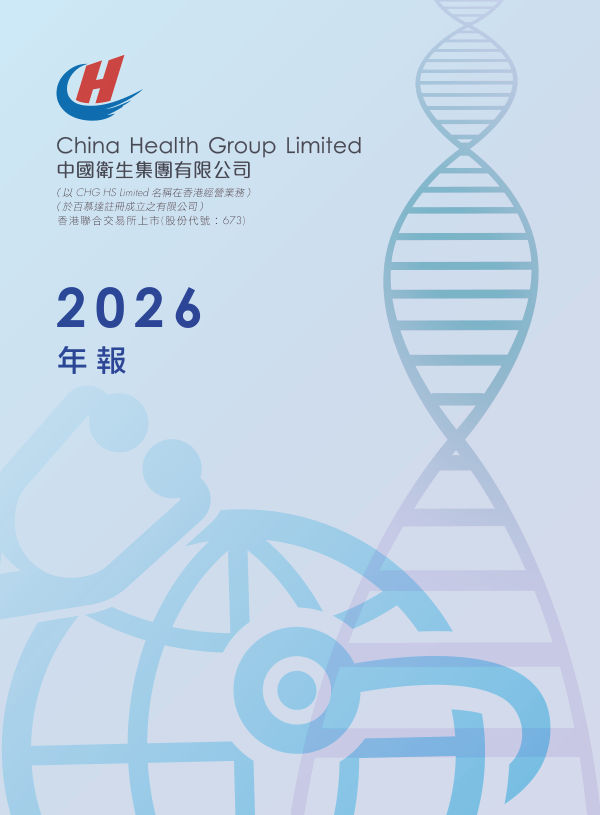 China Health Group Limited
中國衛生集團有限公司
（以 CHG HS Limited 名稱在香港經營業務）
（於百慕達註冊成立之有限公司）
香港聯合交易所上市(股份代號：673)
2026
年報